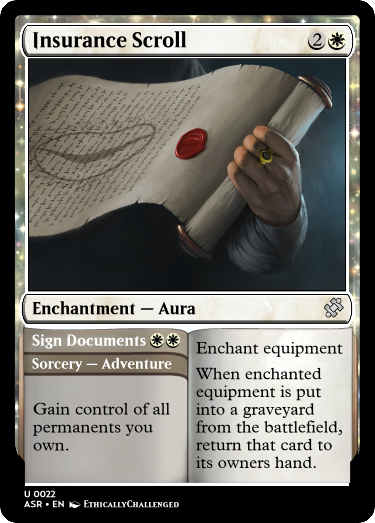 Insurance Scroll 2
Enchantment — Aura
Sign Documents
Sorcery — Adventure
Gain control of all
permanents you
own.
Enchant equipment
When enchanted
equipment is put
into a graveyard
from the battlefield,
return that card to
its owners hand.
U 0022
ASR • EN EthicallyChallenged